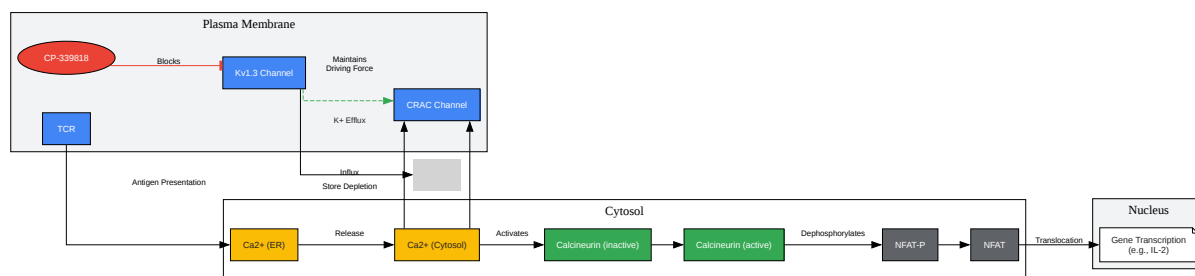 Plasma Membrane
CP-339818
Blocks
Kv1.3 Channel
Maintains
Driving Force
CRAC Channel
K+ Efflux
TCR
Antigen Presentation
Influx
Store Depletion
Cytosol
Ca2+ (ER)
Release
Ca2+ (Cytosol)
Activates
Calcineurin (inactive)
Calcineurin (active)
Dephosphorylates
NFAT-P
NFAT
Translocation
Nucleus
Gene Transcription
(e.g., IL-2)